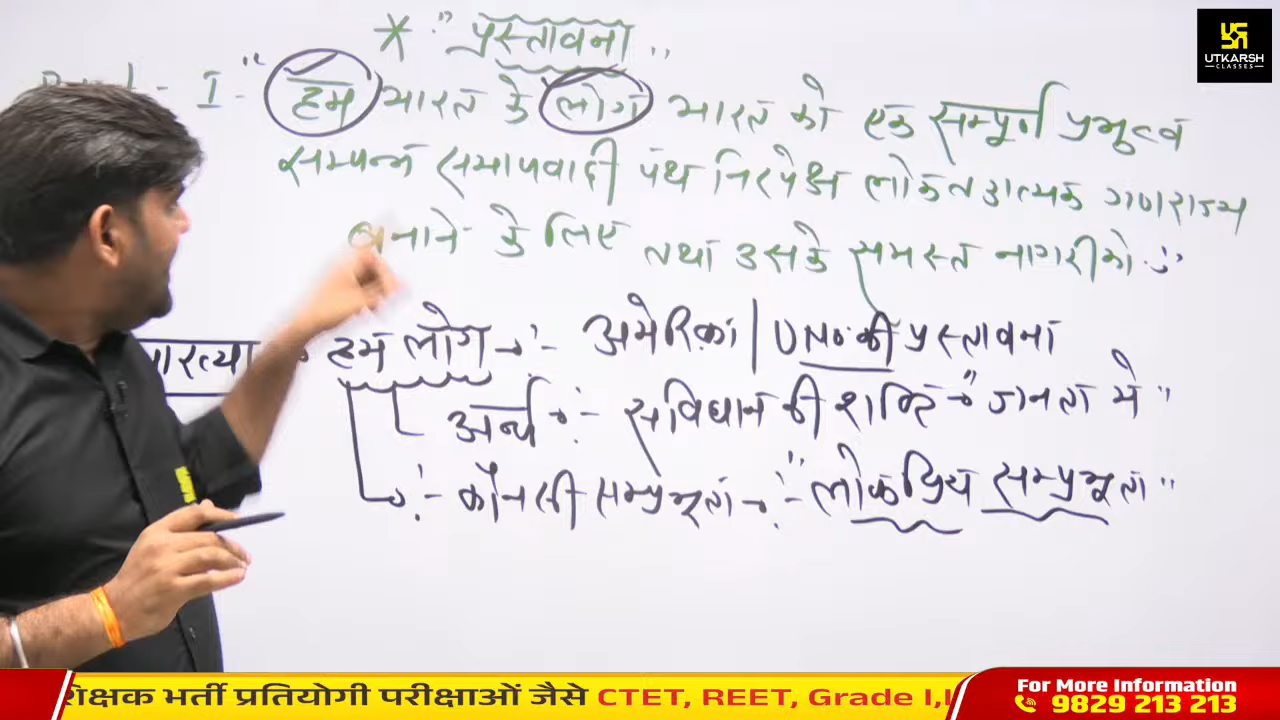 * "प्रस्तावना"
I - "हम भारत के लोग भारत को एक सम्पूर्ण प्रभुत्व
सम्पन्न समाजवादी पंथ निरपेक्ष लोकतंत्रात्मक गणराज्य
बनाने के लिए तथा उसके समस्त नागरीको :"
हम लोग → :- अमेरिका | UNO की प्रस्तावना
अर्थ → :- संविधान की शक्ति → "जनता में"
→ :- कौनसी सम्प्रभूता → :- "लोकप्रिय सम्प्रभूता"
UTKARSH
CLASSES
शिक्षक भर्ती प्रतियोगी परीक्षाओं जैसे CTET, REET, Grade I,
For More Information
9829 213 213